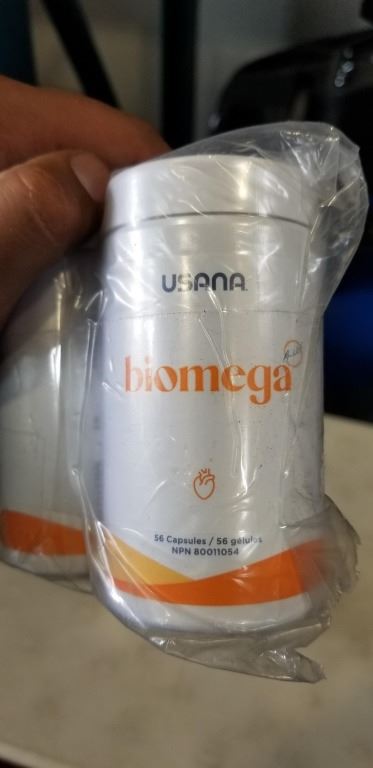 USANA
biomega
56 Capsules / 56 gélules
NPN 80011054